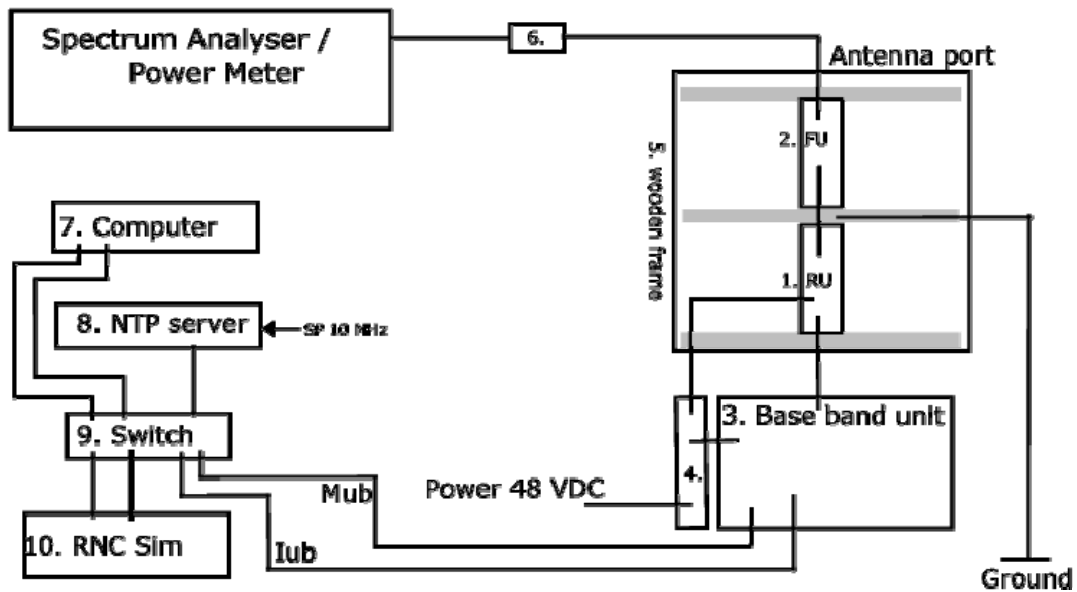 Spectrum Analyser /
Power Meter
6.
Antenna port
2. FU
5. wooden frame
7. Computer
1. RU
8. NTP server
SP 10 MHz
3. Base band unit
9. Switch
4.
Power 48 VDC
Mub
10. RNC Sim
Iub
Ground